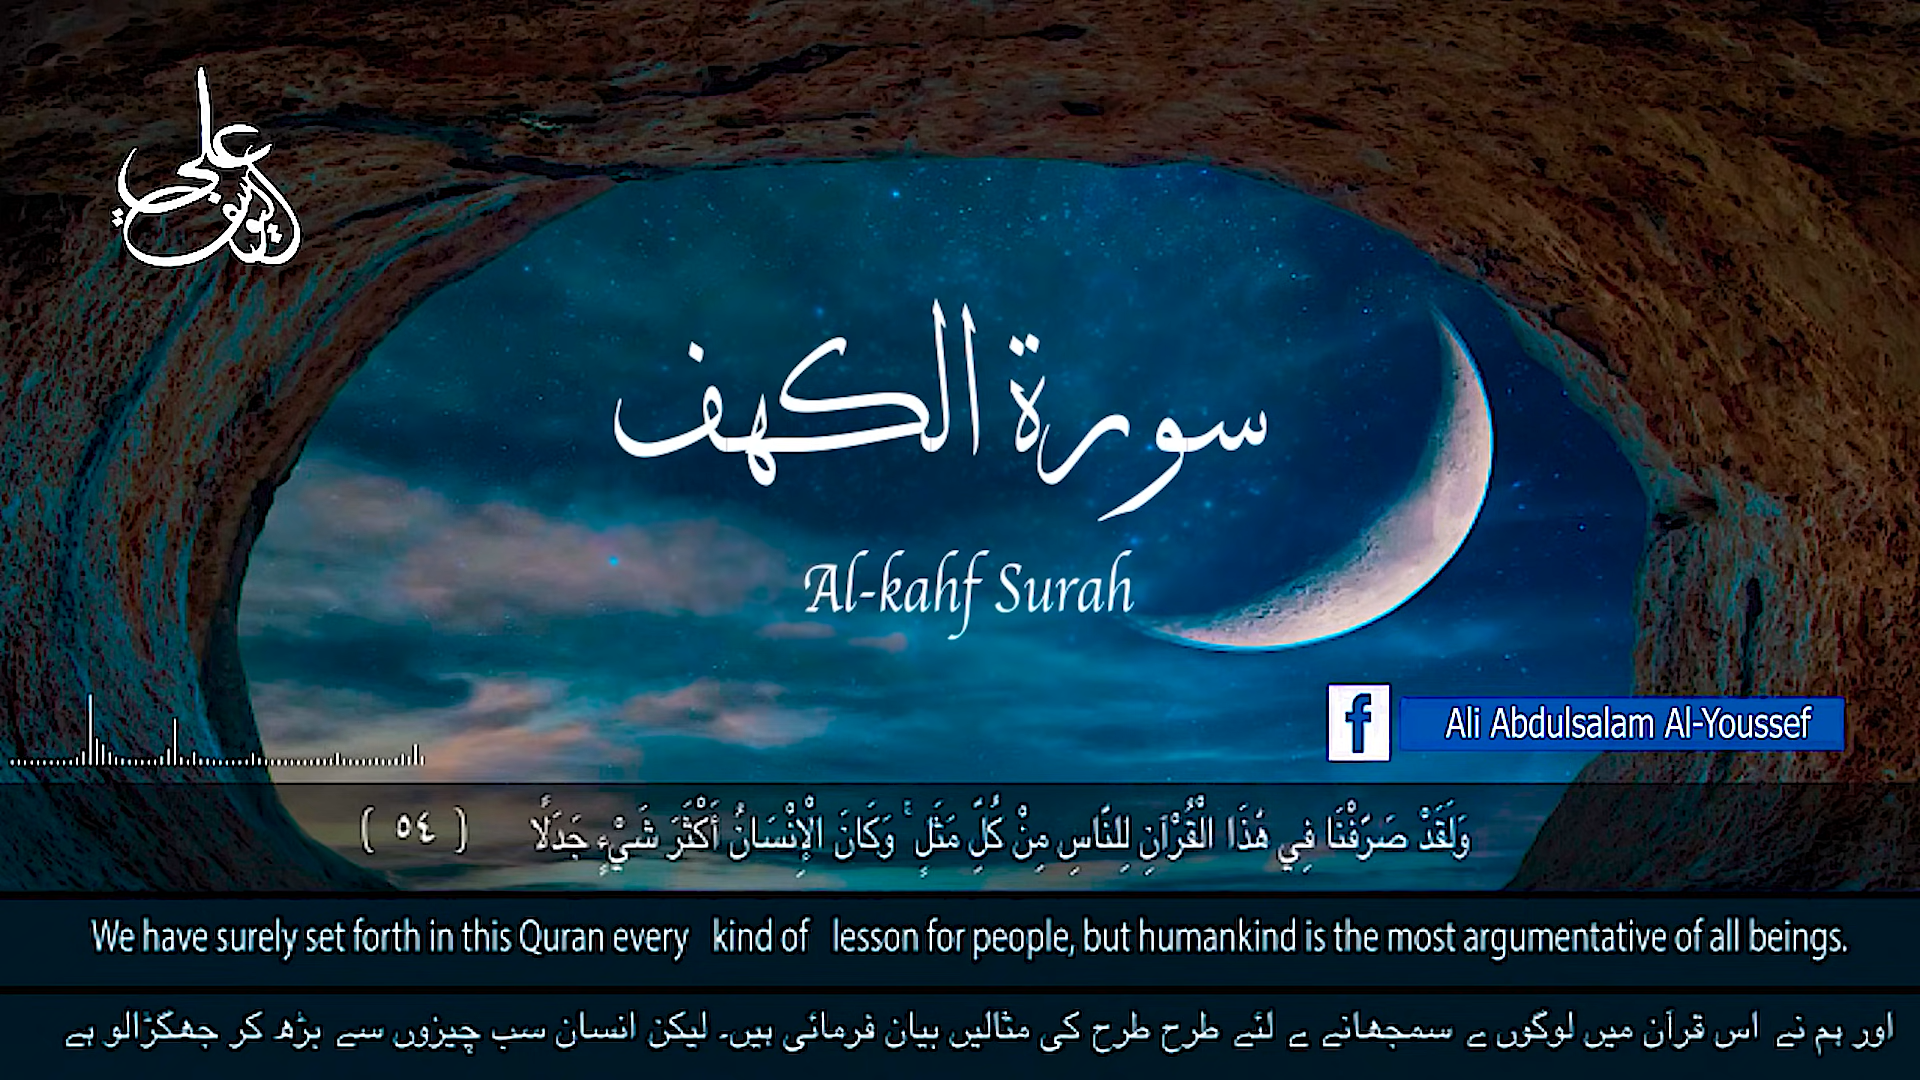 علي اليوسف
سورة الكهف
Al-kahf Surah
f Ali Abdulsalam Al-Youssef
وَلَقَدْ صَرَّفْنَا فِي هَٰذَا الْقُرْآنِ لِلنَّاسِ مِنْ كُلِّ مَثَلٍ ۚ وَكَانَ الْإِنْسَانُ أَكْثَرَ شَيْءٍ جَدَلًا ( ٥٤ )
We have surely set forth in this Quran every kind of lesson for people, but humankind is the most argumentative of all beings.
اور ہم نے اس قرآن میں لوگوں ے سمجھانے ے لئے طرح طرح کی مثالیں بیان فرمائی ہیں۔ لیکن انسان سب چیزوں سے بڑھ کر جھگڑالو ہے